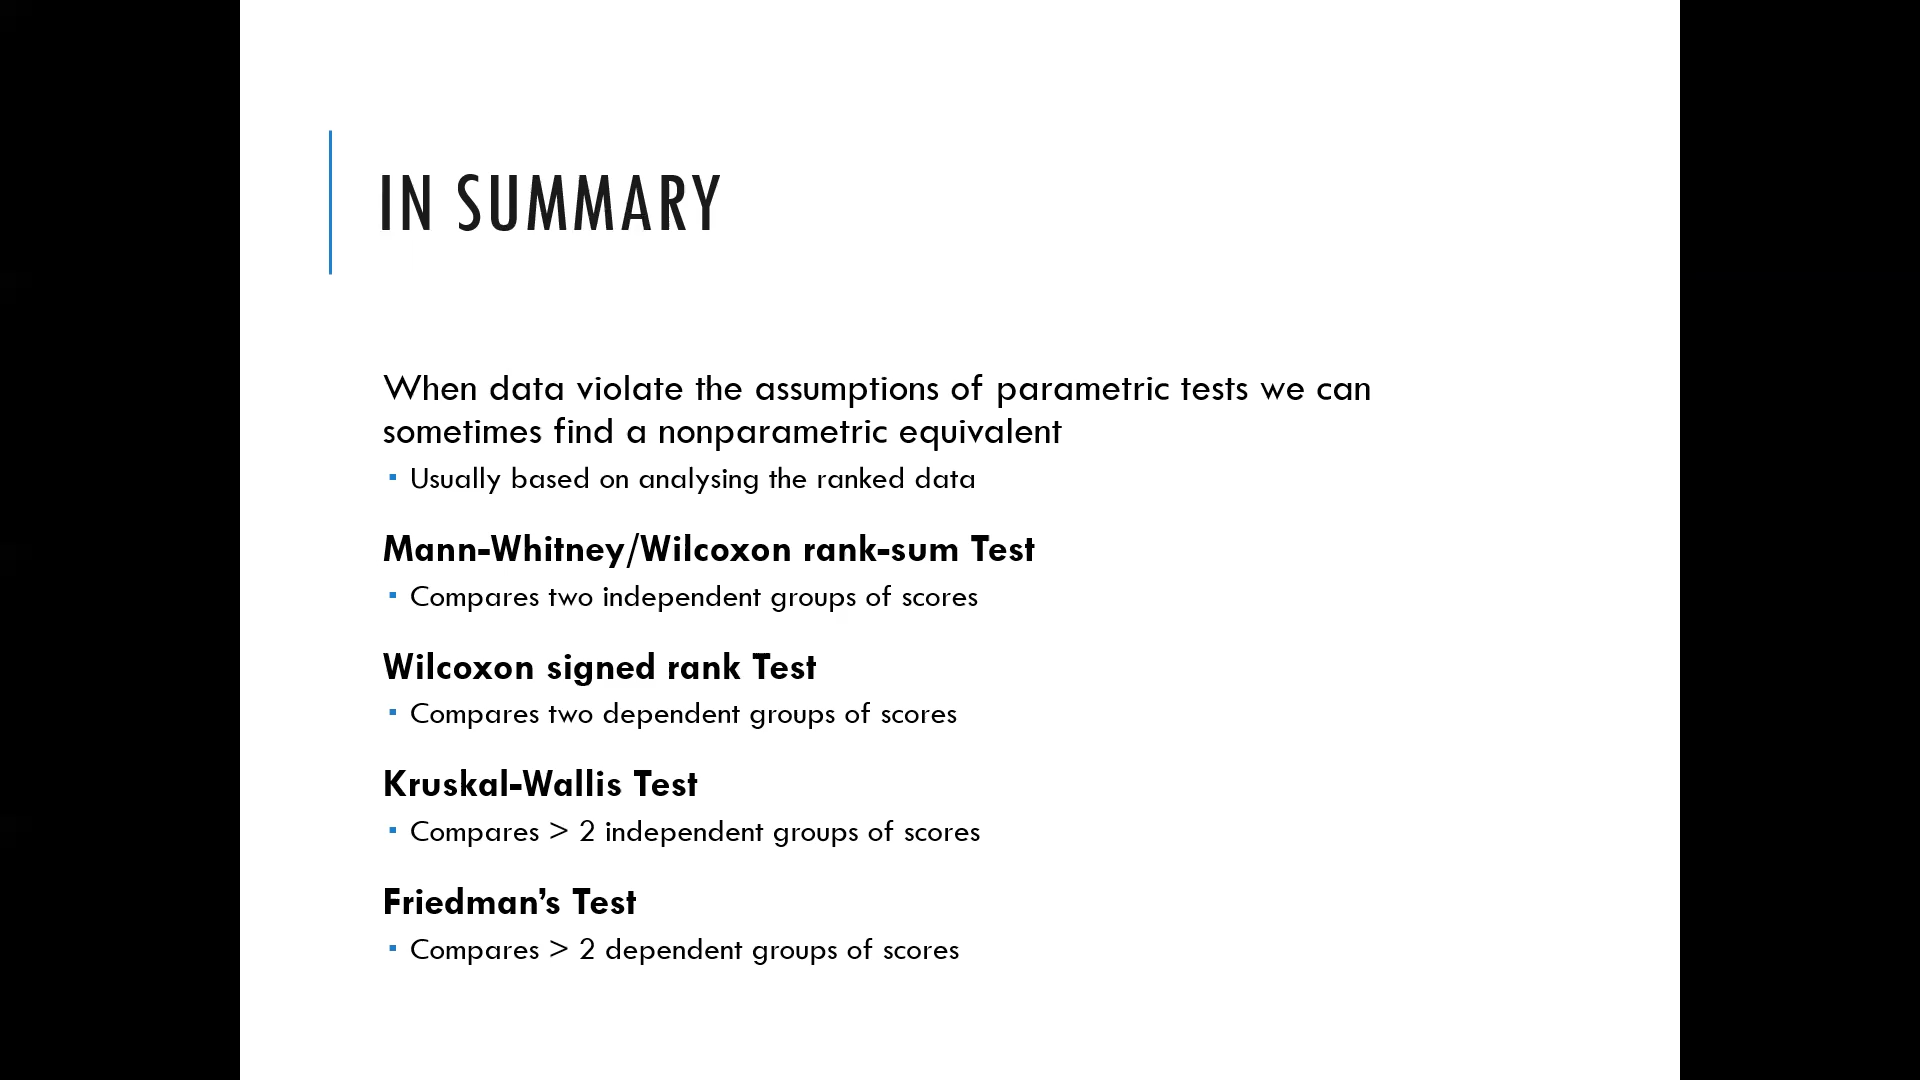 IN SUMMARY
When data violate the assumptions of parametric tests we can
sometimes find a nonparametric equivalent
▪ Usually based on analysing the ranked data
Mann-Whitney/Wilcoxon rank-sum Test
▪ Compares two independent groups of scores
Wilcoxon signed rank Test
▪ Compares two dependent groups of scores
Kruskal-Wallis Test
▪ Compares > 2 independent groups of scores
Friedman’s Test
▪ Compares > 2 dependent groups of scores